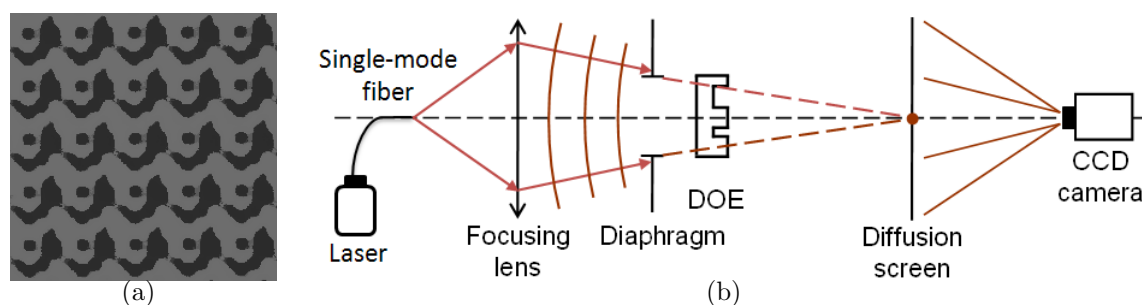 Single-mode
fiber
Laser
Focusing
lens
Diaphragm
DOE
Diffusion
screen
CCD
camera
(a)
(b)